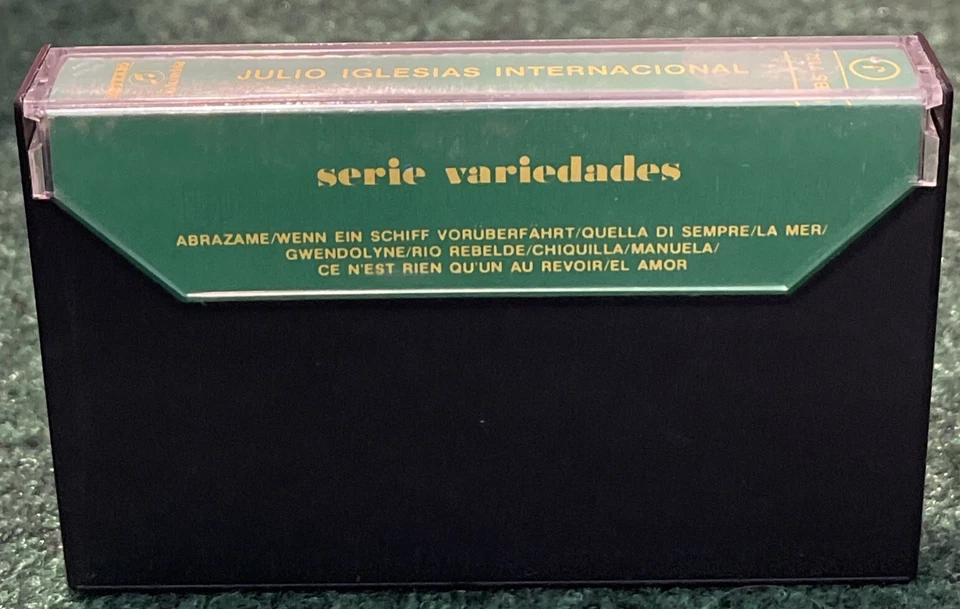 JULIO IGLESIAS INTERNACIONAL
J
serie variedades
ABRAZAME/WENN EIN SCHIFF VORÜBERFÄHRT/QUELLA DI SEMPRE/LA MER/
GWENDOLYNE/RIO REBELDE/CHIQUILLA/MANUELA/
CE N'EST RIEN QU'UN AU REVOIR/EL AMOR